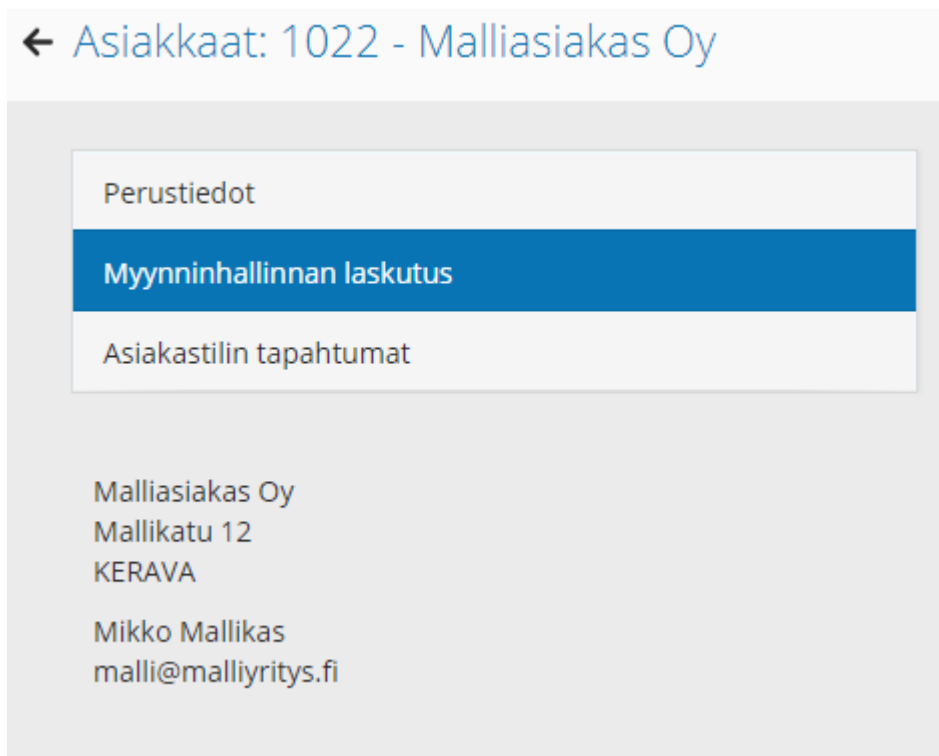 Asiakkaat: 1022 - Malliasiakas Oy
Perustiedot
Myynninhallinnan laskutus
Asiakastilin tapahtumat
Malliasiakas Oy
Mallikatu 12
KERAVA
Mikko Mallikas
malli@malliyritys.fi